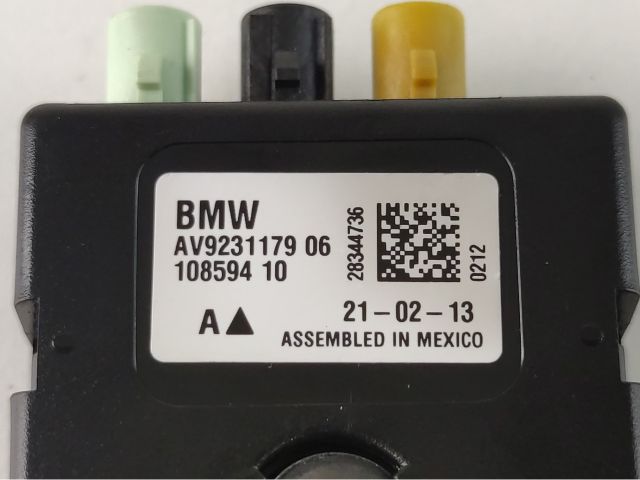 BMW
AV9231179 06
108594 10
28344736
0212
A▲
21-02-13
ASSEMBLED IN MEXICO